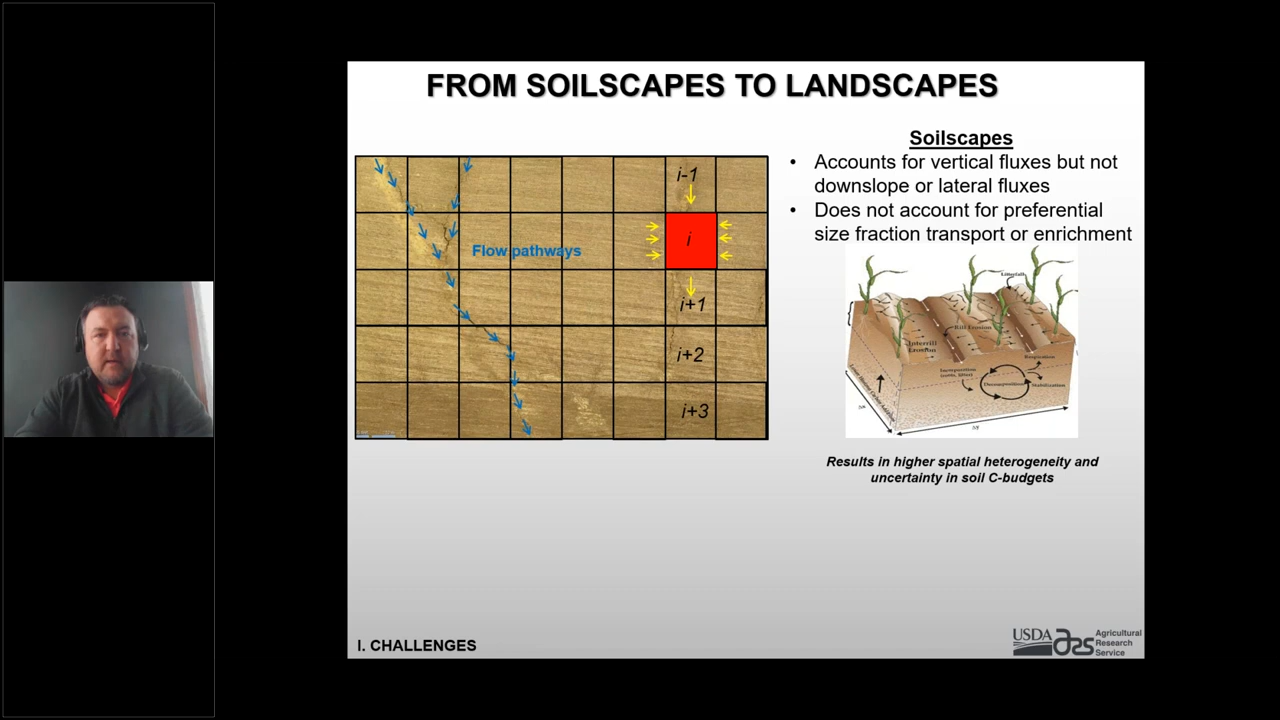 FROM SOILSCAPES TO LANDSCAPES
i-1
i
Flow pathways
i+1
i+2
i+3
Soilscapes
• Accounts for vertical fluxes but not
downslope or lateral fluxes
• Does not account for preferential
size fraction transport or enrichment
Litterfall
Rill Erosion
Interrill
Erosion
Respiration
Decomposition
Stabilization
Results in higher spatial heterogeneity and
uncertainty in soil C-budgets
I. CHALLENGES
USDA
ars
Agricultural
Research
Service